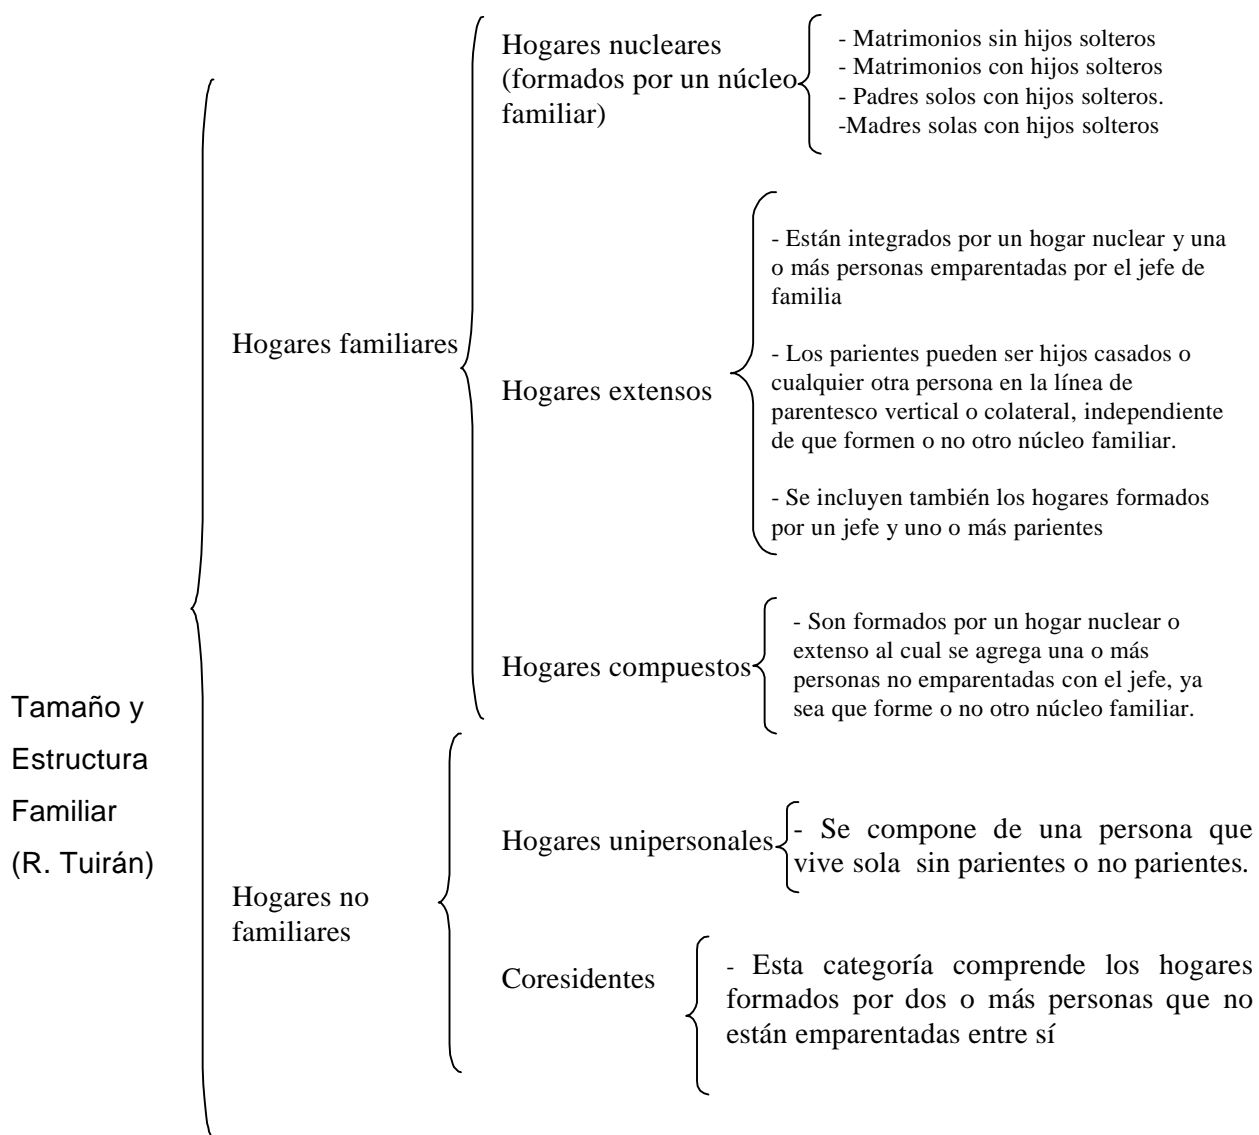 Tamaño y
Estructura
Familiar
(R. Tuirán)
Hogares familiares
Hogares nucleares
(formados por un núcleo
familiar)
- Matrimonios sin hijos solteros
- Matrimonios con hijos solteros
- Padres solos con hijos solteros.
-Madres solas con hijos solteros
Hogares extensos
- Están integrados por un hogar nuclear y una
o más personas emparentadas por el jefe de
familia
- Los parientes pueden ser hijos casados o
cualquier otra persona en la línea de
parentesco vertical o colateral, independiente
de que formen o no otro núcleo familiar.
- Se incluyen también los hogares formados
por un jefe y uno o más parientes
Hogares compuestos
- Son formados por un hogar nuclear o
extenso al cual se agrega una o más
personas no emparentadas con el jefe, ya
sea que forme o no otro núcleo familiar.
Hogares no
familiares
Hogares unipersonales
- Se compone de una persona que
vive sola sin parientes o no parientes.
Coresidentes
- Esta categoría comprende los hogares
formados por dos o más personas que no
están emparentadas entre sí